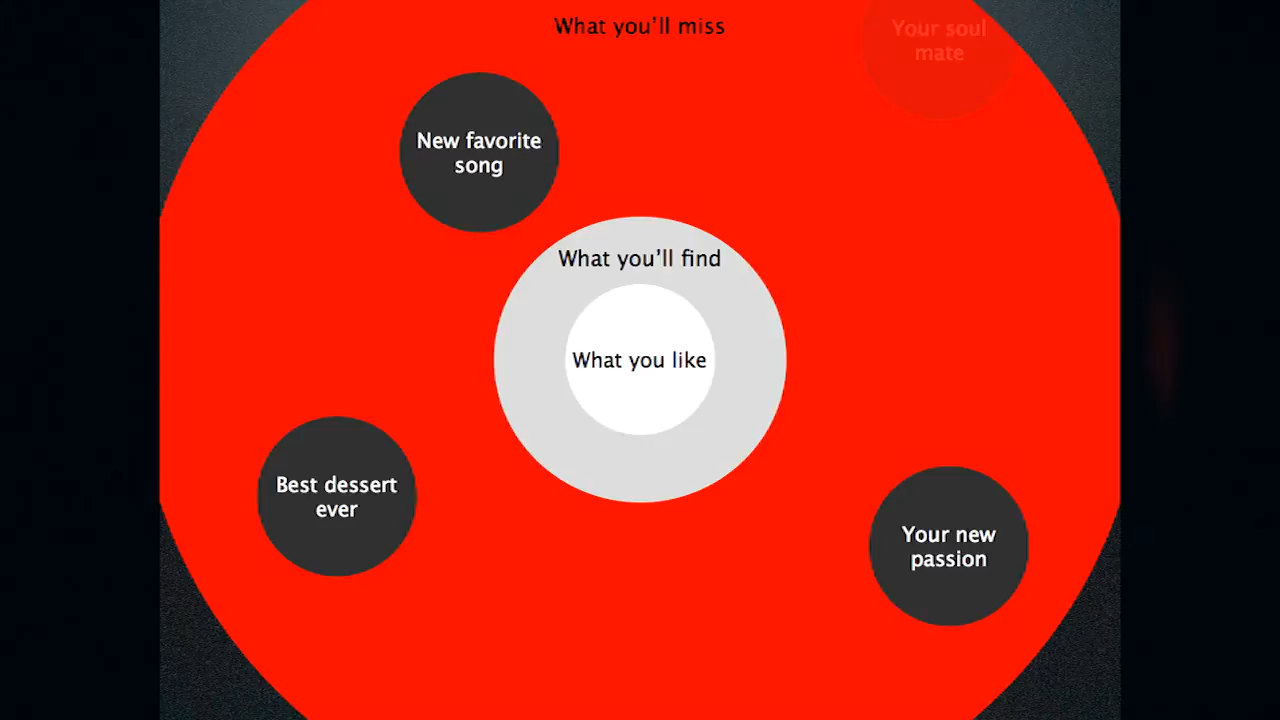 What you'll miss
Your soul
mate
New favorite
song
What you'll find
What you like
Best dessert
ever
Your new
passion